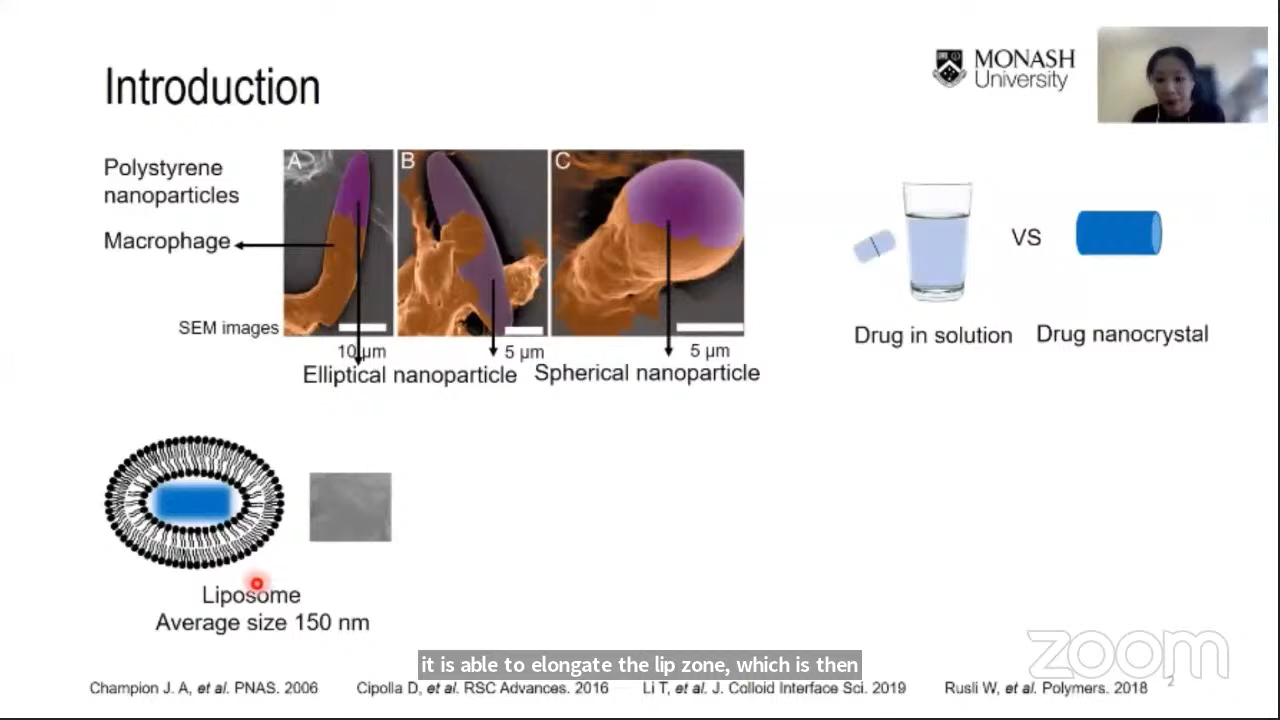 Introduction
MONASH
University
Polystyrene
nanoparticles
Macrophage
SEM images
A
B
C
10 µm
5 µm
5 µm
Elliptical nanoparticle
Spherical nanoparticle
VS
Drug in solution
Drug nanocrystal
Liposome
Average size 150 nm
it is able to elongate the lip zone, which is then
zoom
Champion J. A, et al. PNAS. 2006
Cipolla D, et al. RSC Advances. 2016
Li T, et al. J. Colloid Interface Sci. 2019
Rusli W, et al. Polymers. 2018
2